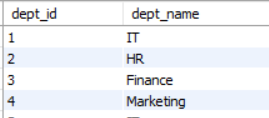 dept_id dept_name
1 IT
2 HR
3 Finance
4 Marketing